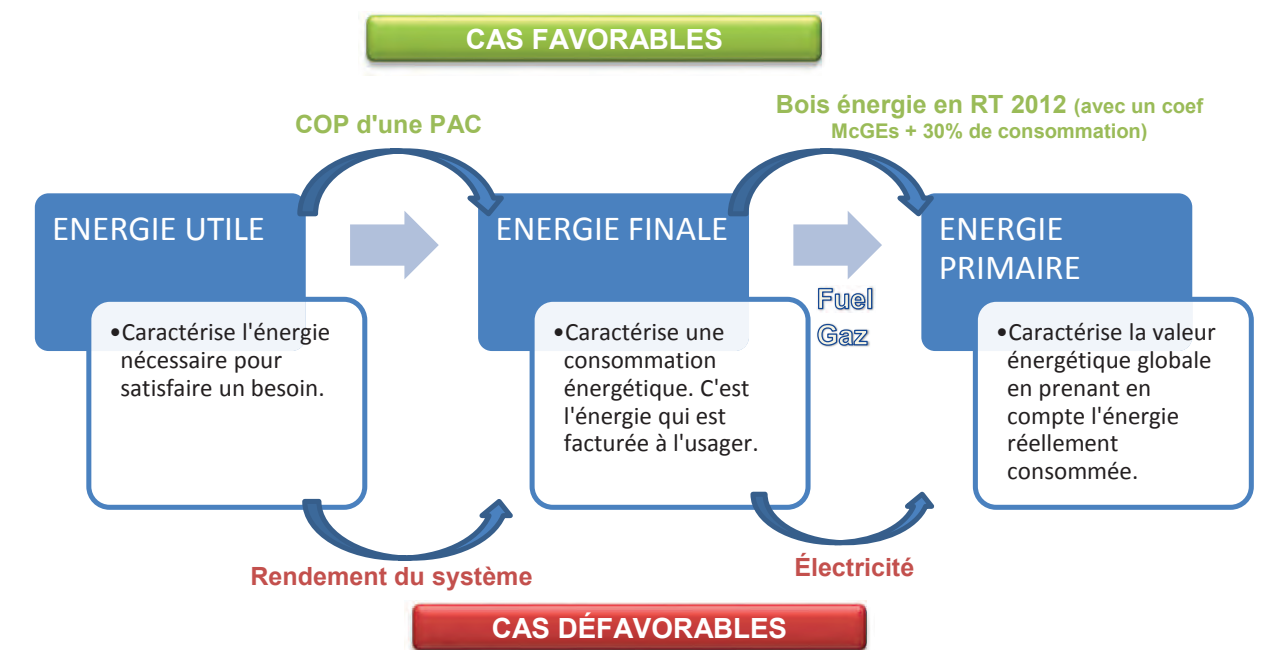 CAS FAVORABLES
COP d'une PAC
Bois énergie en RT 2012 (avec un coef
McGEs + 30% de consommation)
ENERGIE UTILE
•Caractérise l'énergie
nécessaire pour
satisfaire un besoin.
ENERGIE FINALE
•Caractérise une
consommation
énergétique. C'est
l'énergie qui est
facturée à l'usager.
Fuel
Gaz
ENERGIE
PRIMAIRE
•Caractérise la valeur
énergétique globale
en prenant en
compte l'énergie
réellement
consommée.
Rendement du système
Électricité
CAS DÉFAVORABLES